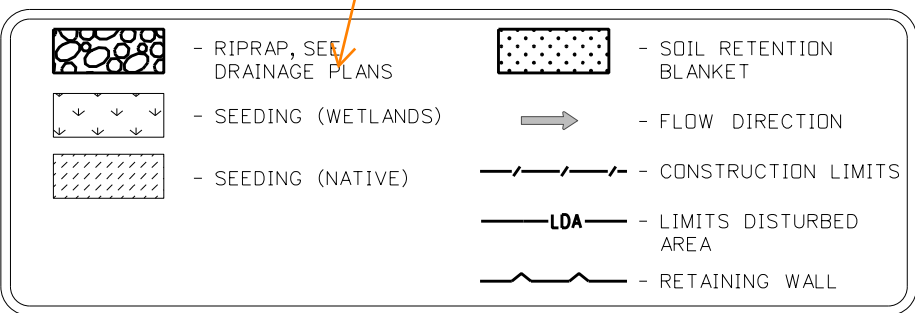 - RIPRAP, SEE
DRAINAGE PLANS
- SEEDING (WETLANDS)
- SEEDING (NATIVE)
- SOIL RETENTION
BLANKET
- FLOW DIRECTION
- CONSTRUCTION LIMITS
LDA - LIMITS DISTURBED
AREA
- RETAINING WALL